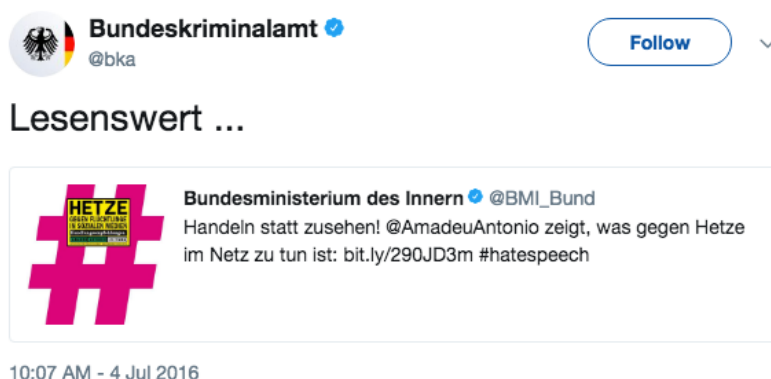 Bundeskriminalamt
@bka
Follow
Lesenswert ...
HETZE
GEGEN FLÜCHTLINGE
IN SOZIALEN MEDIEN
Handlungsempfehlungen
Bundesministerium des Innern @BMI_Bund
Handeln statt zusehen! @AmadeuAntonio zeigt, was gegen Hetze
im Netz zu tun ist: bit.ly/290JD3m #hatespeech
10:07 AM - 4 Jul 2016